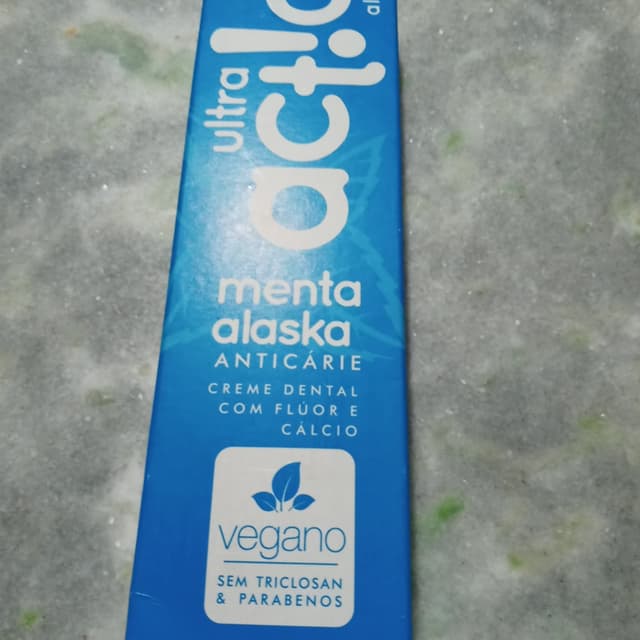 ultra
menta
alaska
ANTICÁRIE
CREME DENTAL
COM FLÚOR E
CÁLCIO
vegano
SEM TRICLOSAN
& PARABENOS